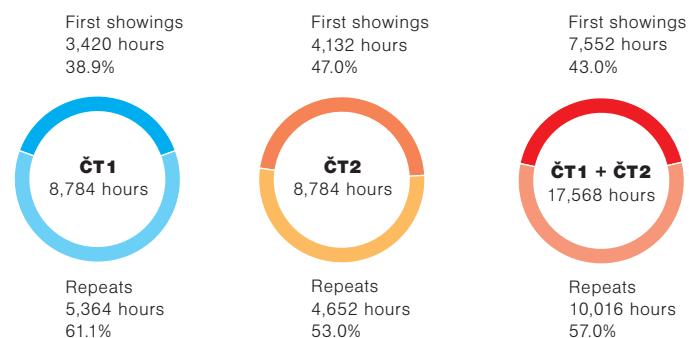 First showings
3,420 hours
38.9%
ČT1
8,784 hours
Repeats
5,364 hours
61.1%
First showings
4,132 hours
47.0%
ČT2
8,784 hours
Repeats
4,652 hours
53.0%
First showings
7,552 hours
43.0%
ČT1 + ČT2
17,568 hours
Repeats
10,016 hours
57.0%